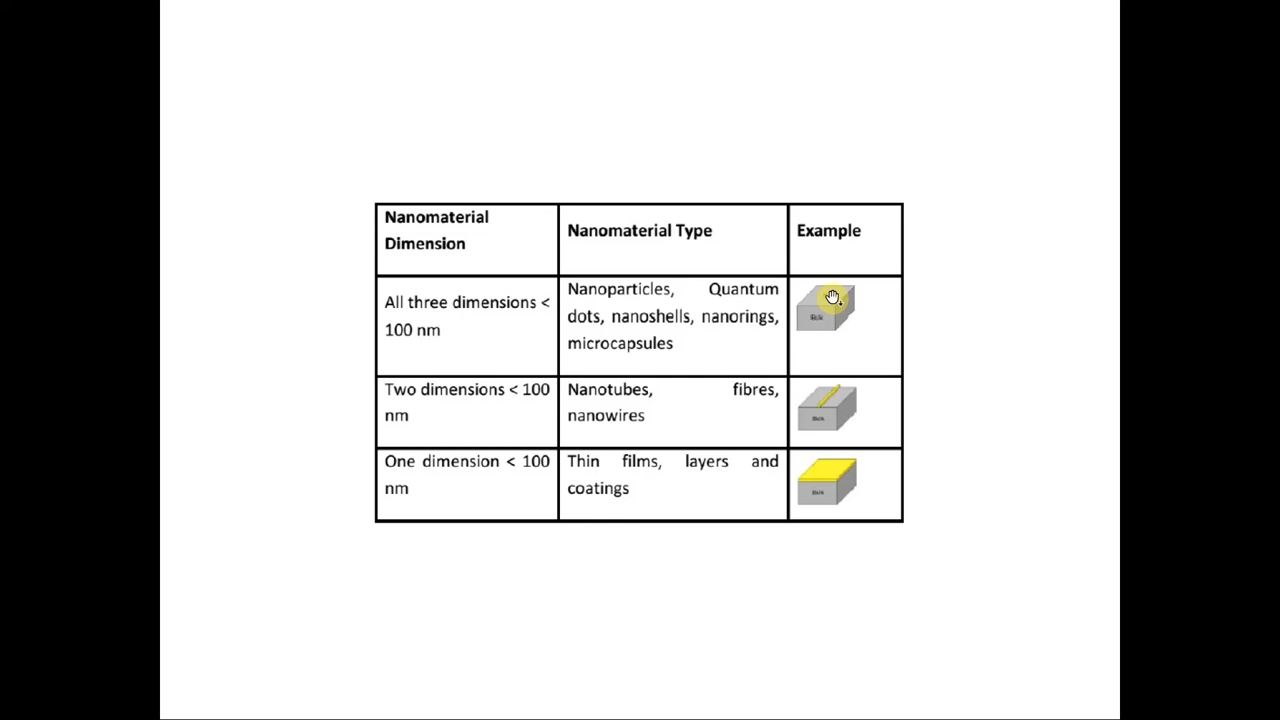 Nanomaterial
Dimension
Nanomaterial Type
Example
All three dimensions <
100 nm
Nanoparticles, Quantum
dots, nanoshells, nanorings,
microcapsules
Two dimensions < 100
nm
Nanotubes, fibres,
nanowires
One dimension < 100
nm
Thin films, layers and
coatings